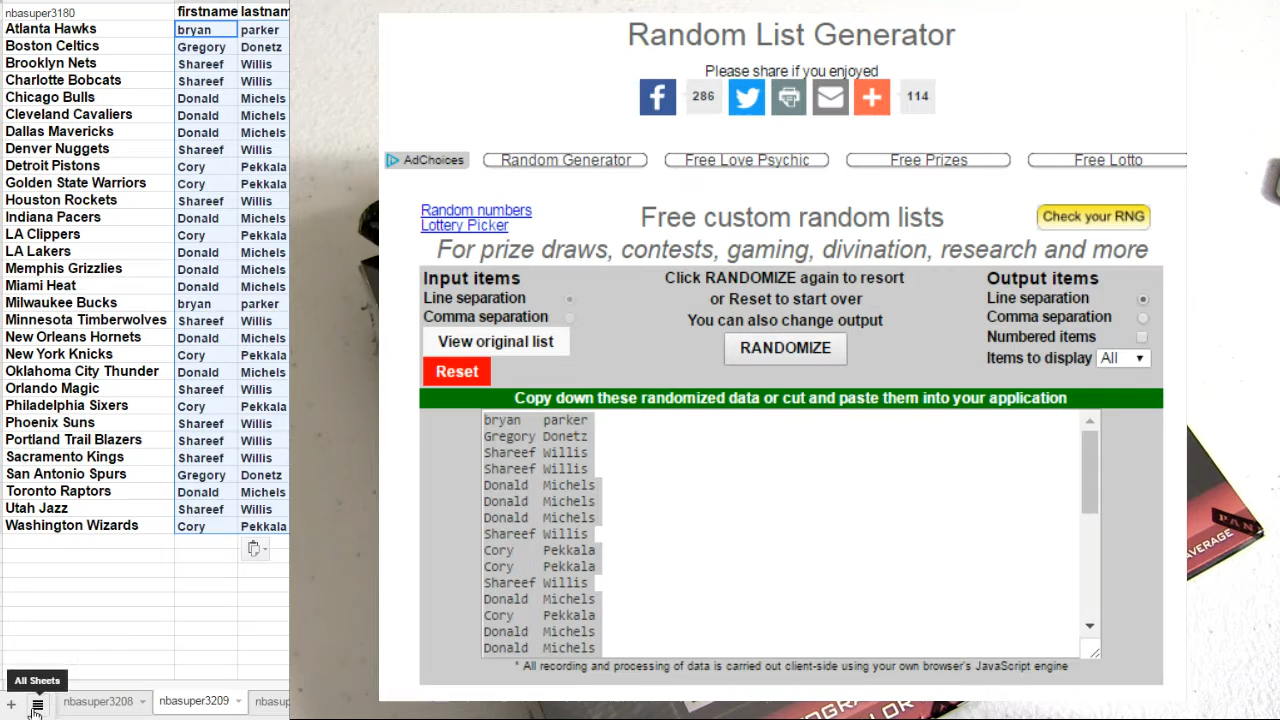 nbasuper3180 firstname lastnam
Atlanta Hawks bryan parker
Boston Celtics Gregory Donetz
Brooklyn Nets Shareef Willis
Charlotte Bobcats Shareef Willis
Chicago Bulls Donald Michels
Cleveland Cavaliers Donald Michels
Dallas Mavericks Donald Michels
Denver Nuggets Shareef Willis
Detroit Pistons Cory Pekkala
Golden State Warriors Cory Pekkala
Houston Rockets Shareef Willis
Indiana Pacers Donald Michels
LA Clippers Cory Pekkala
LA Lakers Donald Michels
Memphis Grizzlies Donald Michels
Miami Heat Donald Michels
Milwaukee Bucks bryan parker
Minnesota Timberwolves Shareef Willis
New Orleans Hornets Donald Michels
New York Knicks Cory Pekkala
Oklahoma City Thunder Donald Michels
Orlando Magic Shareef Willis
Philadelphia Sixers Cory Pekkala
Phoenix Suns Shareef Willis
Portland Trail Blazers Shareef Willis
Sacramento Kings Shareef Willis
San Antonio Spurs Gregory Donetz
Toronto Raptors Donald Michels
Utah Jazz Shareef Willis
Washington Wizards Cory Pekkala
All Sheets
+ nbasuper3208 nbasuper3209 nbasup
Random List Generator
Please share if you enjoyed
286 114
AdChoices Random Generator Free Love Psychic Free Prizes Free Lotto
Random numbers
Lottery Picker
Free custom random lists
Check your RNG
For prize draws, contests, gaming, divination, research and more
Input items
Line separation
Comma separation
View original list
Reset
Click RANDOMIZE again to resort
or Reset to start over
You can also change output
RANDOMIZE
Output items
Line separation
Comma separation
Numbered items
Items to display All
Copy down these randomized data or cut and paste them into your application
bryan parker
Gregory Donetz
Shareef Willis
Shareef Willis
Donald Michels
Donald Michels
Donald Michels
Shareef Willis
Cory Pekkala
Cory Pekkala
Shareef Willis
Donald Michels
Cory Pekkala
Donald Michels
Donald Michels
* All recording and processing of data is carried out client-side using your own browser's JavaScript engine
PAN
AVERAGE